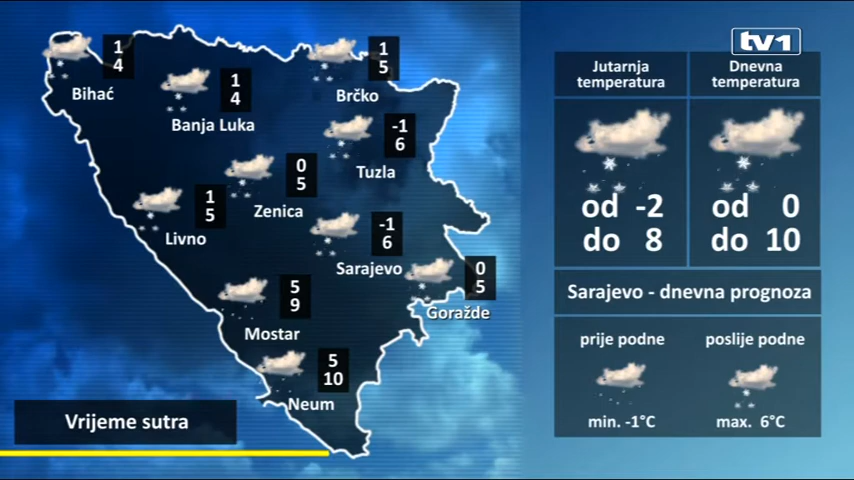 tv1
1
4
Bihać
1
4
Banja Luka
1
5
Brčko
-1
6
Tuzla
0
5
Zenica
1
5
Livno
-1
6
Sarajevo
0
5
Goražde
5
9
Mostar
5
10
Neum
Vrijeme sutra
Jutarnja
temperatura
od -2
do 8
Dnevna
temperatura
od 0
do 10
Sarajevo - dnevna prognoza
prije podne
min. -1°C
poslije podne
max. 6°C